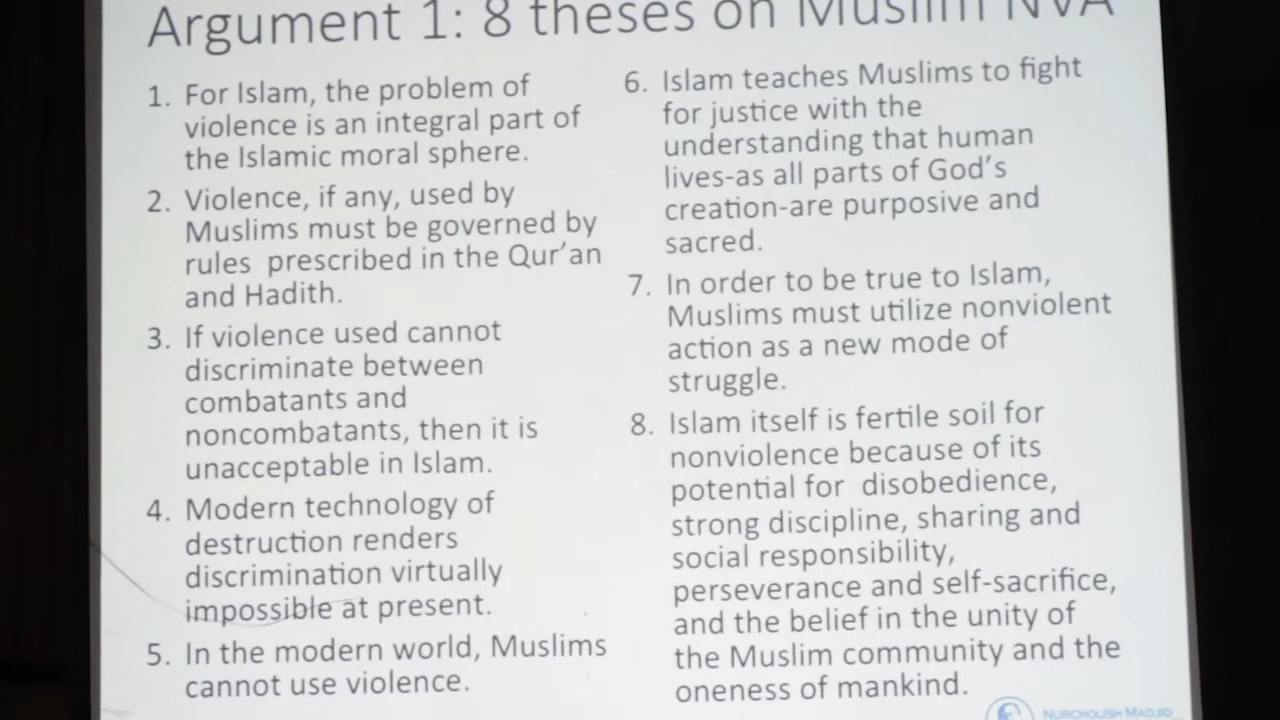 Argument 1: 8 theses on Muslim NVA
1. For Islam, the problem of
violence is an integral part of
the Islamic moral sphere.
2. Violence, if any, used by
Muslims must be governed by
rules prescribed in the Qur’an
and Hadith.
3. If violence used cannot
discriminate between
combatants and
noncombatants, then it is
unacceptable in Islam.
4. Modern technology of
destruction renders
discrimination virtually
impossible at present.
5. In the modern world, Muslims
cannot use violence.
6. Islam teaches Muslims to fight
for justice with the
understanding that human
lives-as all parts of God’s
creation-are purposive and
sacred.
7. In order to be true to Islam,
Muslims must utilize nonviolent
action as a new mode of
struggle.
8. Islam itself is fertile soil for
nonviolence because of its
potential for disobedience,
strong discipline, sharing and
social responsibility,
perseverance and self-sacrifice,
and the belief in the unity of
the Muslim community and the
oneness of mankind.
NURCHOLISH MADJID